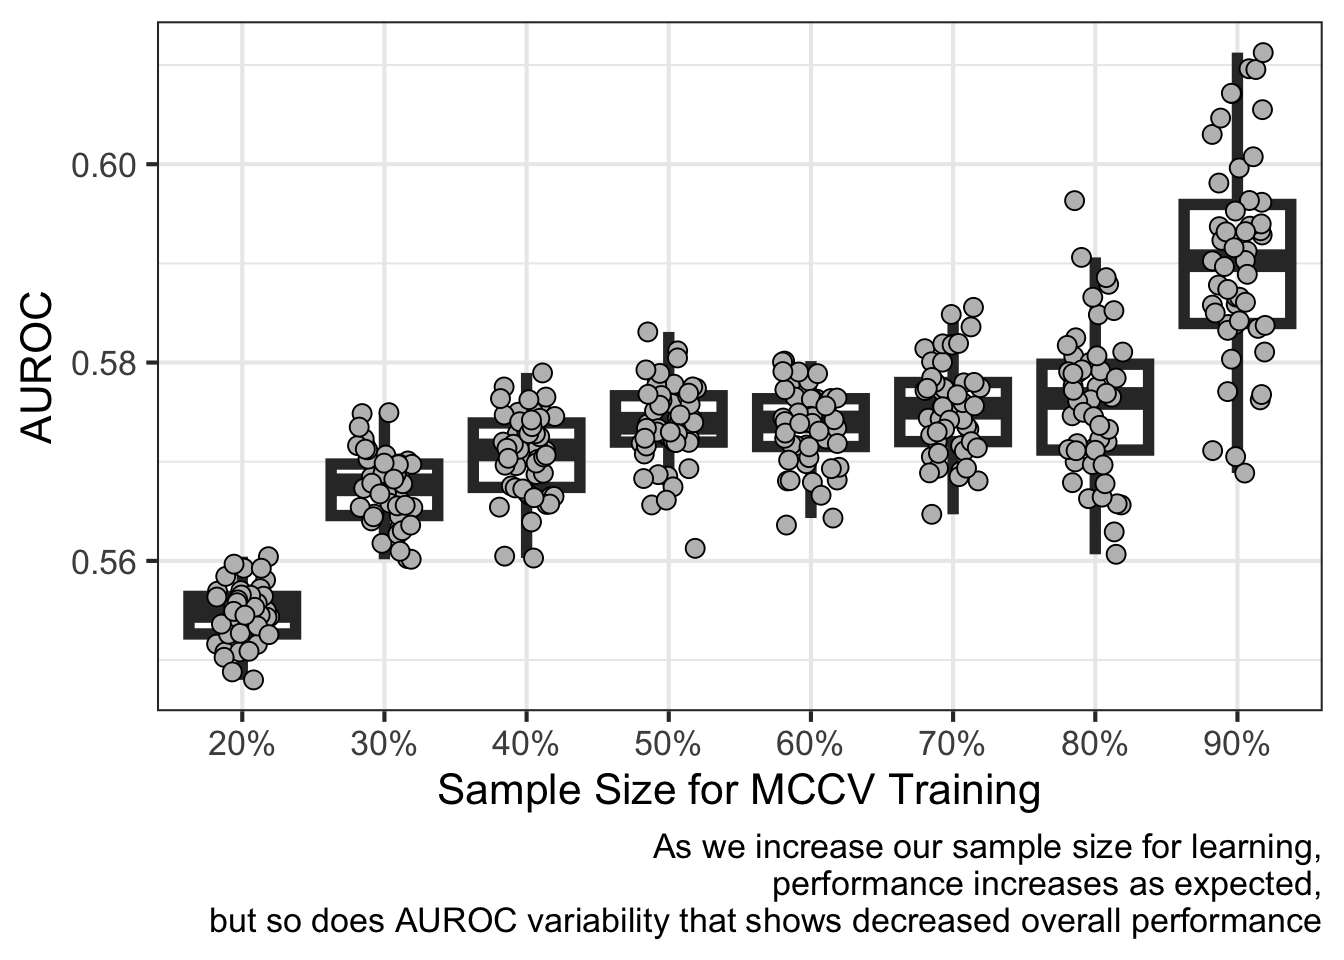 AUROC
0.60
0.58
0.56
20% 30% 40% 50% 60% 70% 80% 90%
Sample Size for MCCV Training
As we increase our sample size for learning,
performance increases as expected,
but so does AUROC variability that shows decreased overall performance